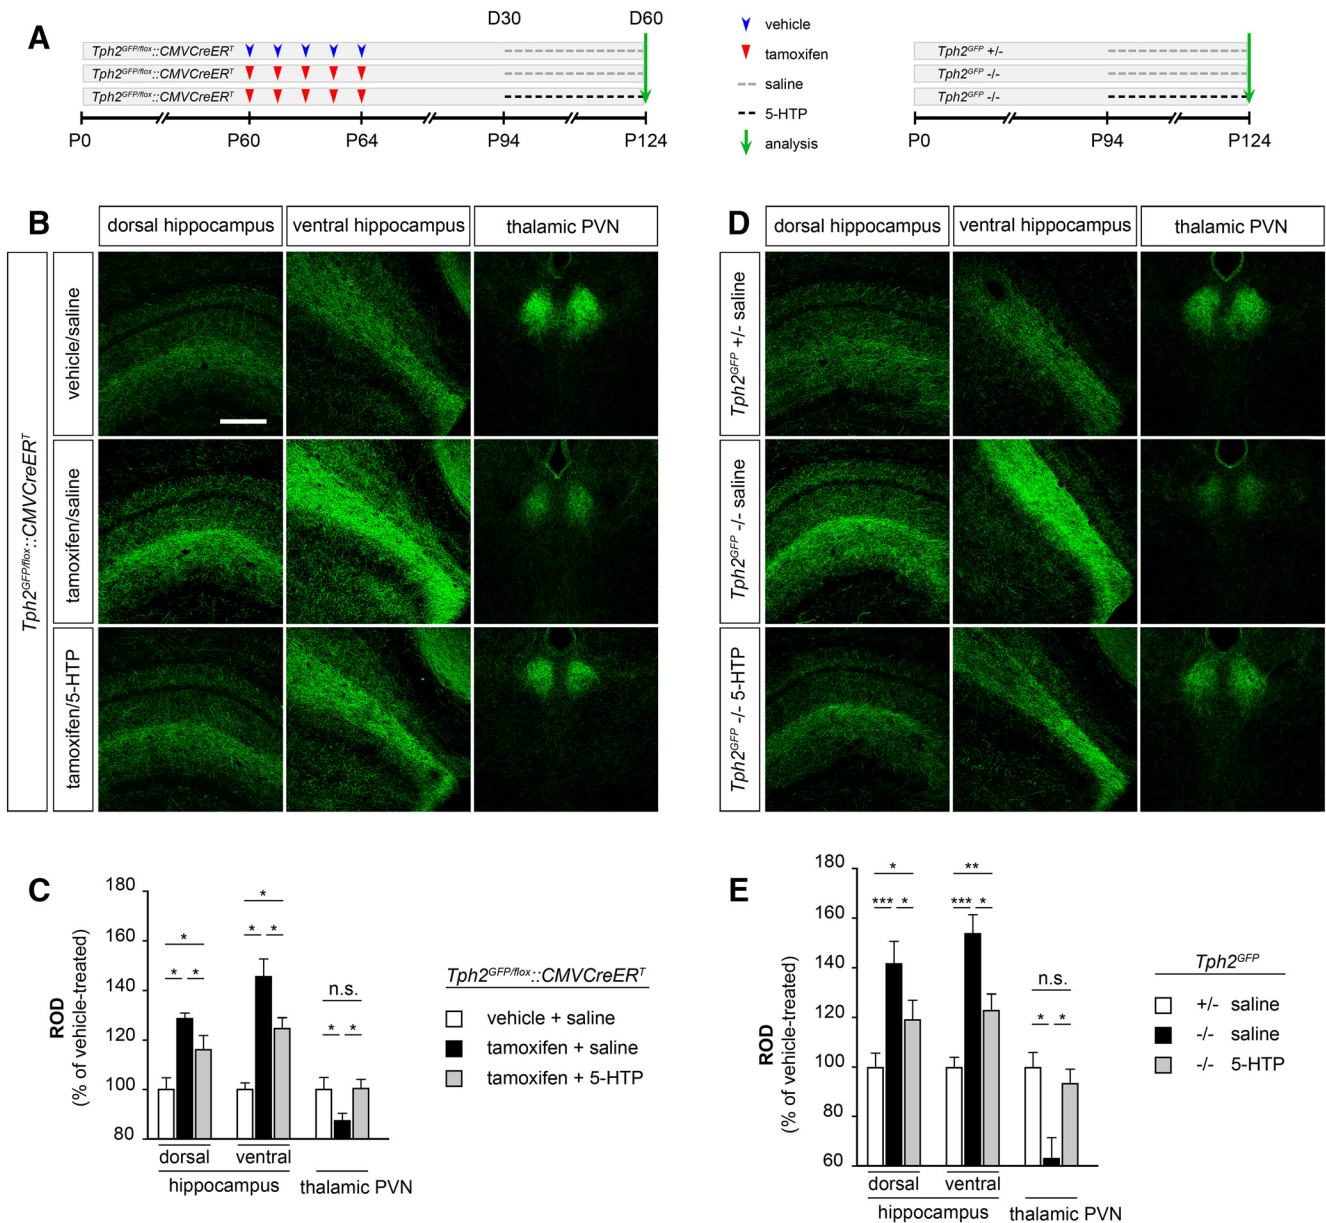 A
D30
D60
Tph2GFP/flox::CMVCreERT
Tph2GFP/flox::CMVCreERT
Tph2GFP/flox::CMVCreERT
P0
P60
P64
P94
P124
vehicle
tamoxifen
saline
5-HTP
analysis
Tph2GFP +/-
Tph2GFP -/-
Tph2GFP -/-
P0
P94
P124
B
dorsal hippocampus
ventral hippocampus
thalamic PVN
Tph2GFP/flox::CMVCreERT
vehicle/saline
tamoxifen/saline
tamoxifen/5-HTP
D
dorsal hippocampus
ventral hippocampus
thalamic PVN
Tph2GFP +/- saline
Tph2GFP -/- saline
Tph2GFP -/- 5-HTP
C
ROD
(% of vehicle-treated)
180
160
140
120
100
80
*
* *
*
* *
n.s.
* *
dorsal
ventral
hippocampus
thalamic PVN
Tph2GFP/flox::CMVCreERT
vehicle + saline
tamoxifen + saline
tamoxifen + 5-HTP
E
ROD
(% of vehicle-treated)
180
160
140
120
100
80
60
*
*** *
**
*** *
n.s.
* *
dorsal
ventral
hippocampus
thalamic PVN
Tph2GFP
+/- saline
-/- saline
-/- 5-HTP